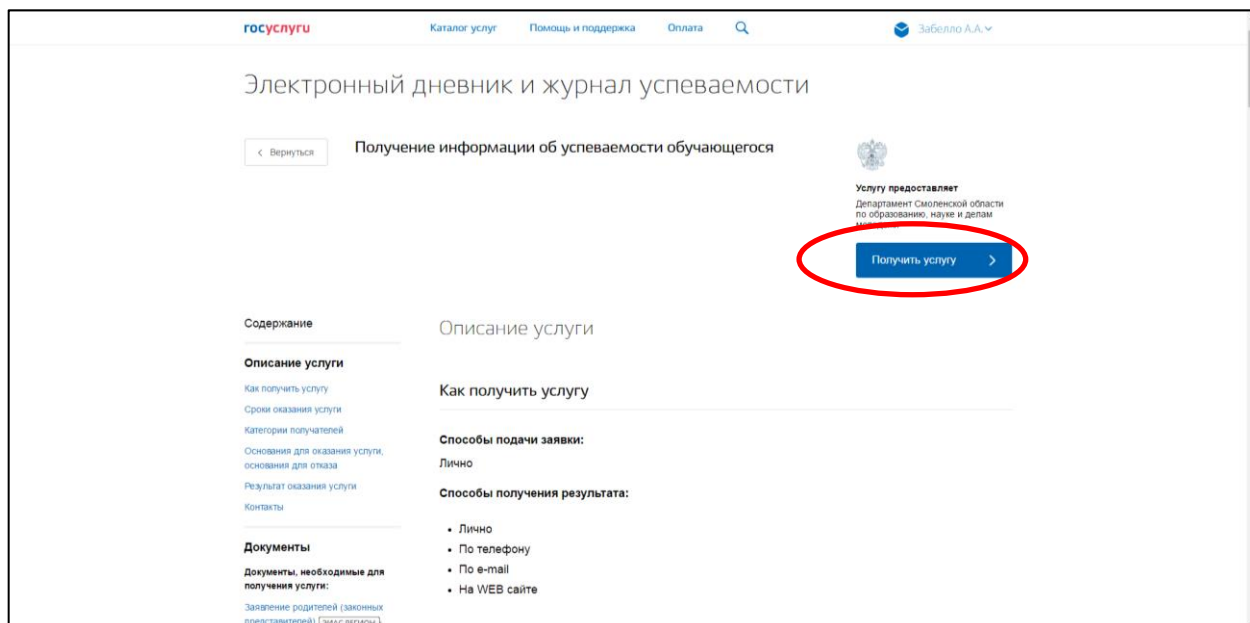 госуслуги Каталог услуг Помощь и поддержка Оплата Забелло А.А.
Электронный дневник и журнал успеваемости
Вернуться
Получение информации об успеваемости обучающегося
Услугу предоставляет
Департамент Смоленской области
по образованию, науке и делам
Получить услугу
Содержание
Описание услуги
Как получить услугу
Сроки оказания услуги
Категории получателей
Основания для оказания услуги,
основания для отказа
Результат оказания услуги
Контакты
Документы
Документы, необходимые для
получения услуги:
Заявление родителей (законных
представителей)
Описание услуги
Как получить услугу
Способы подачи заявки:
Лично
Способы получения результата:
• Лично
• По телефону
• По e-mail
• На WEB сайте